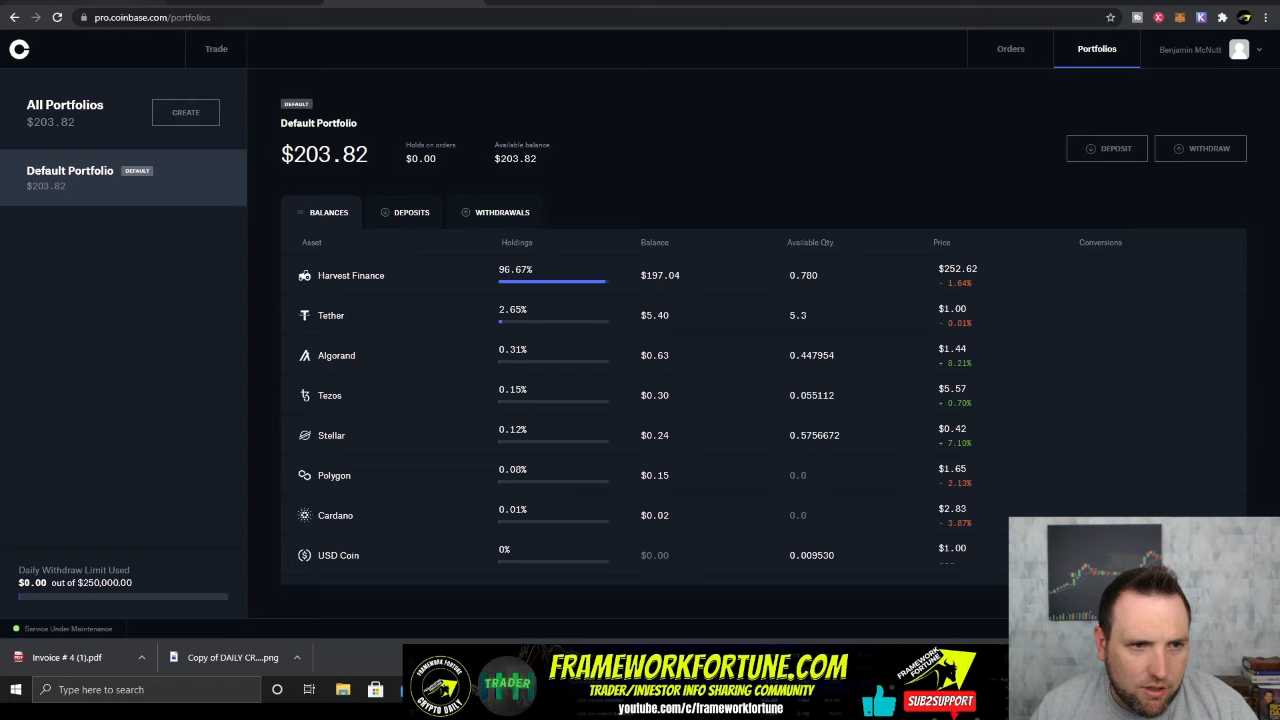 pro.coinbase.com/portfolios
Trade
Orders
Portfolios
Benjamin McNutt
All Portfolios
$203.82
CREATE
Default Portfolio DEFAULT
$203.82
DEFAULT
Default Portfolio
$203.82
Holds on orders
$0.00
Available balance
$203.82
DEPOSIT
WITHDRAW
BALANCES DEPOSITS WITHDRAWALS
Asset Holdings Balance Available Qty. Price Conversions
Harvest Finance 96.67% $197.04 0.780 $252.62
- 1.64%
Tether 2.65% $5.40 5.3 $1.00
- 0.01%
Algorand 0.31% $0.63 0.447954 $1.44
+ 8.21%
Tezos 0.15% $0.30 0.055112 $5.57
+ 0.70%
Stellar 0.12% $0.24 0.5756672 $0.42
+ 7.10%
Polygon 0.08% $0.15 0.0 $1.65
- 2.13%
Cardano 0.01% $0.02 0.0 $2.83
- 3.87%
USD Coin 0% $0.00 0.009530 $1.00
---
Daily Withdraw Limit Used
$0.00 out of $250,000.00
Service Under Maintenance
Invoice # 4 (1).pdf
Copy of DAILY CR....png
Type here to search
FRAMEWORK FORTUNE
CRYPTO DAILY
TRADER
FRAMEWORKFORTUNE.COM
TRADER/INVESTOR INFO SHARING COMMUNITY
youtube.com/c/frameworkfortune
FRAMEWORK FORTUNE
SUB2SUPPORT